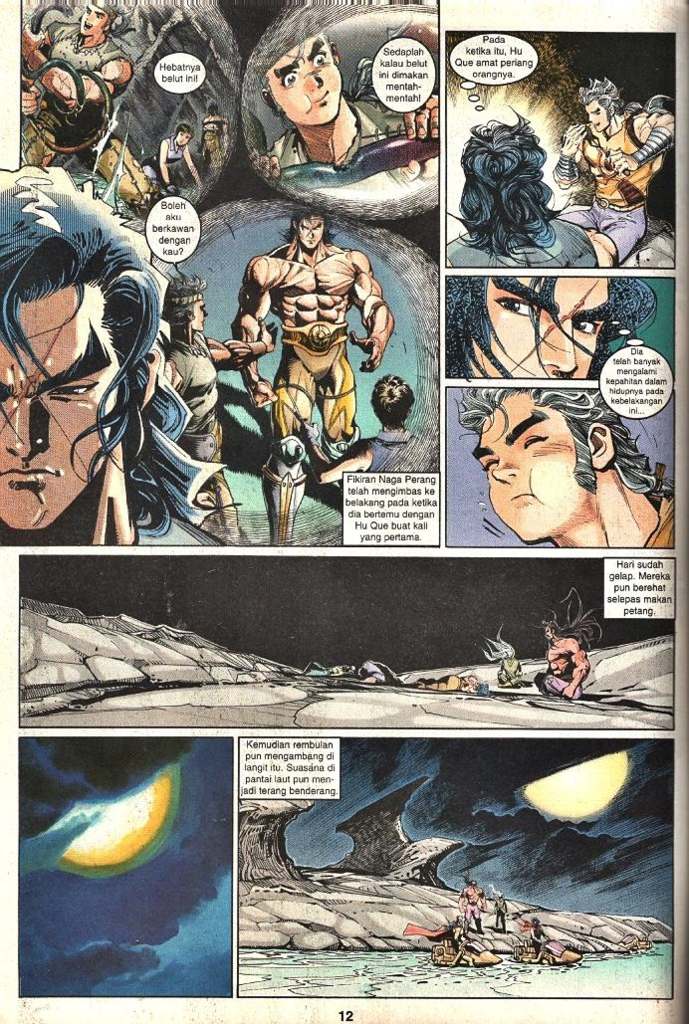 Hebatnya
belut ini!
Sedaplah
kalau belut
ini dimakan
mentah-
mentah!
Boleh
aku
berkawan
dengan
kau?
Fikiran Naga Perang
telah mengimbas ke
belakang pada ketika
dia bertemu dengan
Hu Que buat kali
yang pertama.
Pada
ketika itu, Hu
Que amat periang
orangnya.
Dia
telah banyak
mengalami
kepahitan dalam
hidupnya pada
kebelakangan
ini...
Hari sudah
gelap. Mereka
pun berehat
selepas makan
petang.
Kemudian rembulan
pun mengambang di
langit itu. Suasana di
pantai laut pun men-
jadi terang benderang.
12